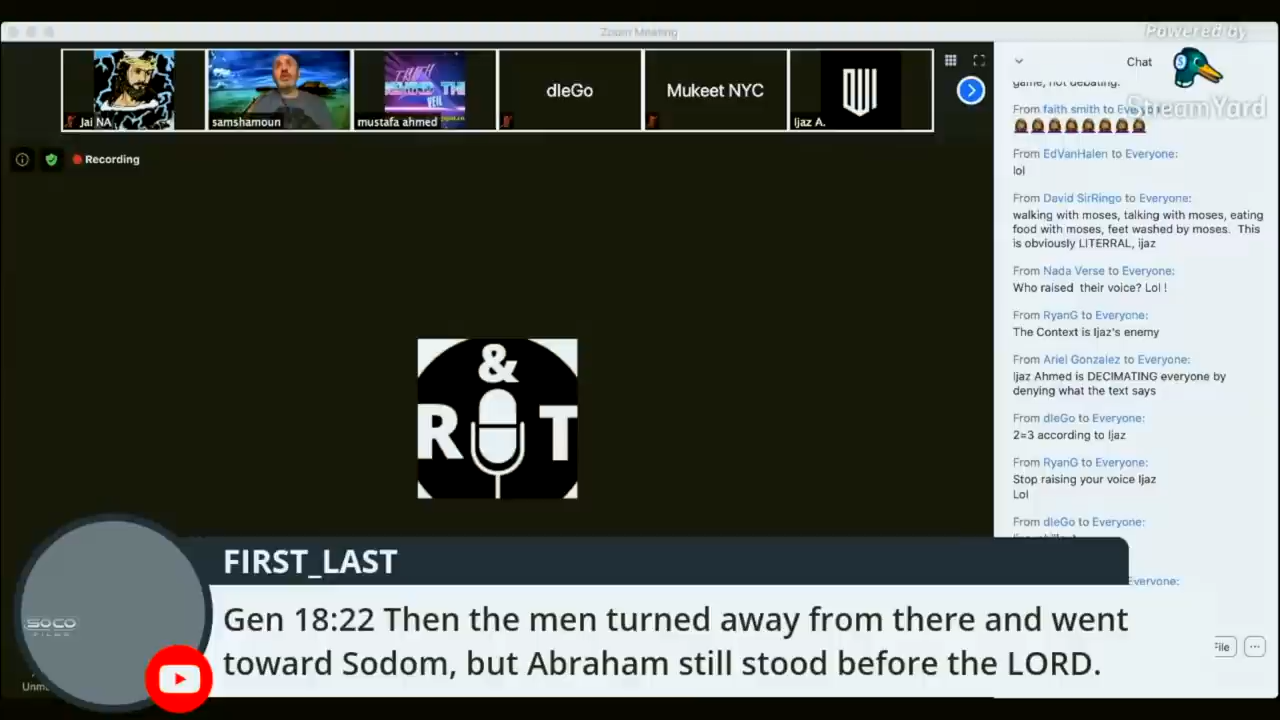 Zoom Meeting
Powered by
StreamYard
Jai NA
samshamoun
mustafa ahmed
dleGo
Mukeet NYC
Ijaz A.
Recording
Chat
game, not debating.
From faith smith to Everyone:
From EdVanHalen to Everyone:
lol
From David SirRingo to Everyone:
walking with moses, talking with moses, eating
food with moses, feet washed by moses. This
is obviously LITERRAL, ijaz
From Nada Verse to Everyone:
Who raised their voice? Lol !
From RyanG to Everyone:
The Context is Ijaz's enemy
From Ariel Gonzalez to Everyone:
Ijaz Ahmed is DECIMATING everyone by
denying what the text says
From dleGo to Everyone:
2=3 according to Ijaz
From RyanG to Everyone:
Stop raising your voice Ijaz
Lol
From dleGo to Everyone:
Everyone:
File
&
R T
FIRST_LAST
Gen 18:22 Then the men turned away from there and went
toward Sodom, but Abraham still stood before the LORD.
SOCO
FILES